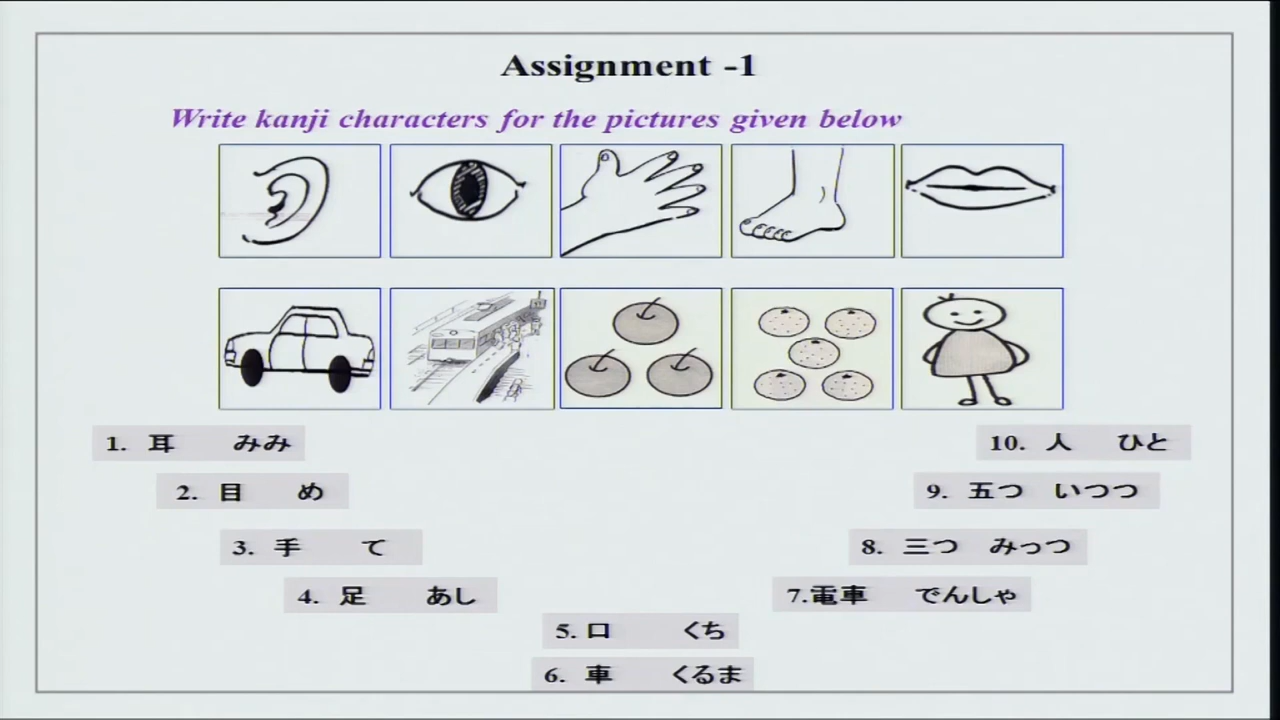 Assignment -1
Write kanji characters for the pictures given below
1. 耳 みみ
10. 人 ひと
2. 目 め
9. 五つ いつつ
3. 手 て
8. 三つ みっつ
4. 足 あし
7.電車 でんしゃ
5. 口 くち
6. 車 くるま